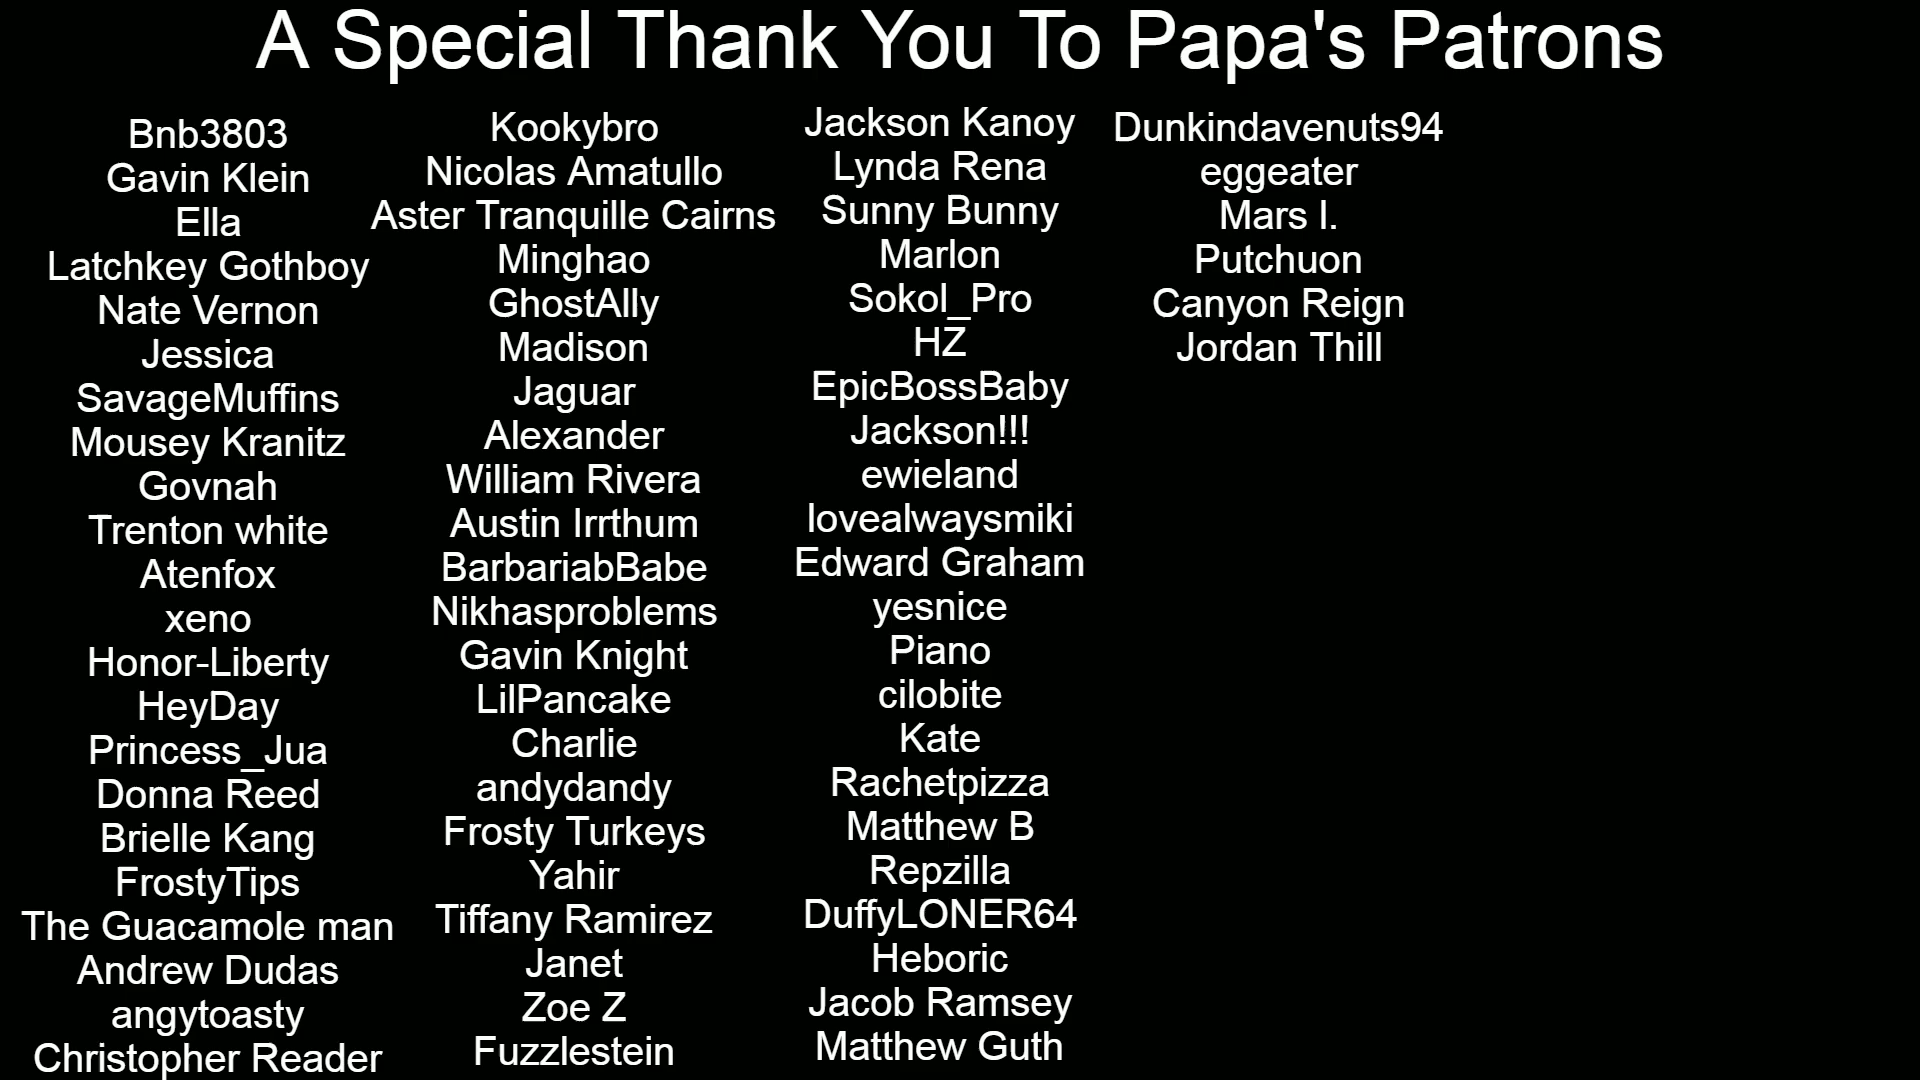 A Special Thank You To Papa's Patrons
Bnb3803
Gavin Klein
Ella
Latchkey Gothboy
Nate Vernon
Jessica
SavageMuffins
Mousey Kranitz
Govnah
Trenton white
Atenfox
xeno
Honor-Liberty
HeyDay
Princess_Jua
Donna Reed
Brielle Kang
FrostyTips
The Guacamole man
Andrew Dudas
angytoasty
Christopher Reader
Kookybro
Nicolas Amatullo
Aster Tranquille Cairns
Minghao
GhostAlly
Madison
Jaguar
Alexander
William Rivera
Austin Irrthum
BarbariabBabe
Nikhasproblems
Gavin Knight
LilPancake
Charlie
andydandy
Frosty Turkeys
Yahir
Tiffany Ramirez
Janet
Zoe Z
Fuzzlestein
Jackson Kanoy
Lynda Rena
Sunny Bunny
Marlon
Sokol_Pro
HZ
EpicBossBaby
Jackson!!!
ewieland
lovealwaysmiki
Edward Graham
yesnice
Piano
cilobite
Kate
Rachetpizza
Matthew B
Repzilla
DuffyLONER64
Heboric
Jacob Ramsey
Matthew Guth
Dunkindavenuts94
eggeater
Mars l.
Putchuon
Canyon Reign
Jordan Thill